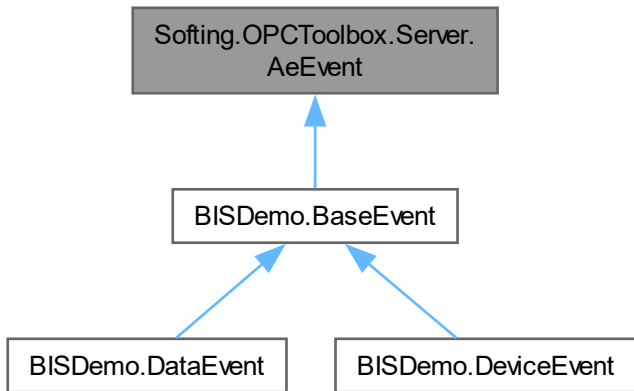 Softing.OPCToolbox.Server.
AeEvent
BISDemo.BaseEvent
BISDemo.DataEvent
BISDemo.DeviceEvent